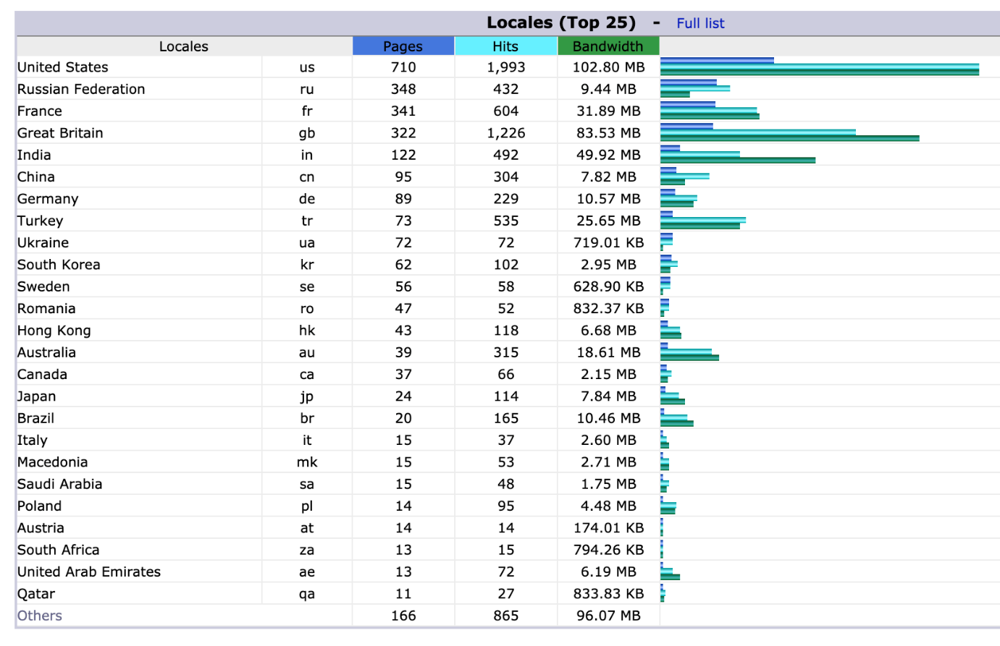 Locales (Top 25) - Full list
Locales Pages Hits Bandwidth
United States us 710 1,993 102.80 MB
Russian Federation ru 348 432 9.44 MB
France fr 341 604 31.89 MB
Great Britain gb 322 1,226 83.53 MB
India in 122 492 49.92 MB
China cn 95 304 7.82 MB
Germany de 89 229 10.57 MB
Turkey tr 73 535 25.65 MB
Ukraine ua 72 72 719.01 KB
South Korea kr 62 102 2.95 MB
Sweden se 56 58 628.90 KB
Romania ro 47 52 832.37 KB
Hong Kong hk 43 118 6.68 MB
Australia au 39 315 18.61 MB
Canada ca 37 66 2.15 MB
Japan jp 24 114 7.84 MB
Brazil br 20 165 10.46 MB
Italy it 15 37 2.60 MB
Macedonia mk 15 53 2.71 MB
Saudi Arabia sa 15 48 1.75 MB
Poland pl 14 95 4.48 MB
Austria at 14 14 174.01 KB
South Africa za 13 15 794.26 KB
United Arab Emirates ae 13 72 6.19 MB
Qatar qa 11 27 833.83 KB
Others 166 865 96.07 MB